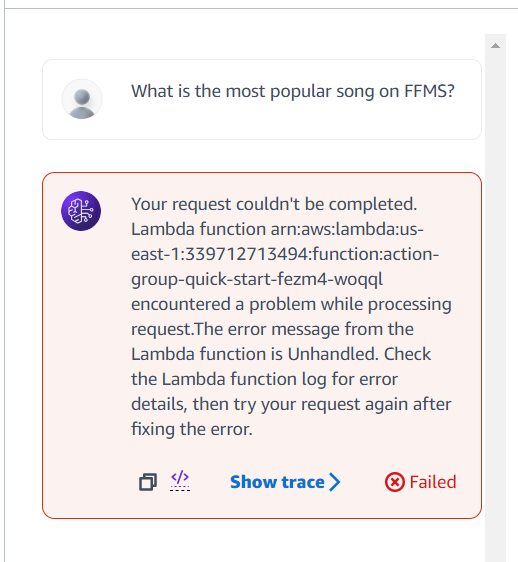 What is the most popular song on FFMS?
Your request couldn't be completed.
Lambda function arn:aws:lambda:us-
east-1:339712713494:function:action-
group-quick-start-fezm4-woqql
encountered a problem while processing
request.The error message from the
Lambda function is Unhandled. Check
the Lambda function log for error
details, then try your request again after
fixing the error.
</> Show trace Failed